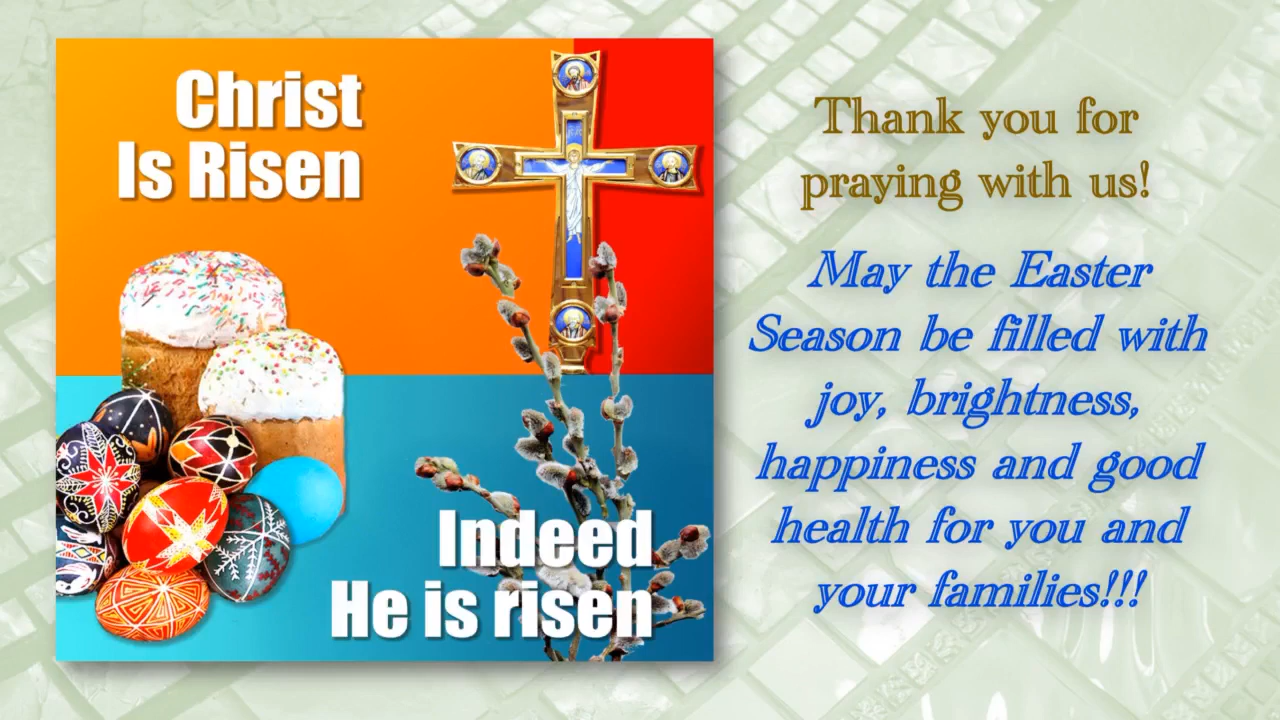 Christ
Is Risen
Indeed
He is risen
Thank you for
praying with us!
May the Easter
Season be filled with
joy, brightness,
happiness and good
health for you and
your families!!!